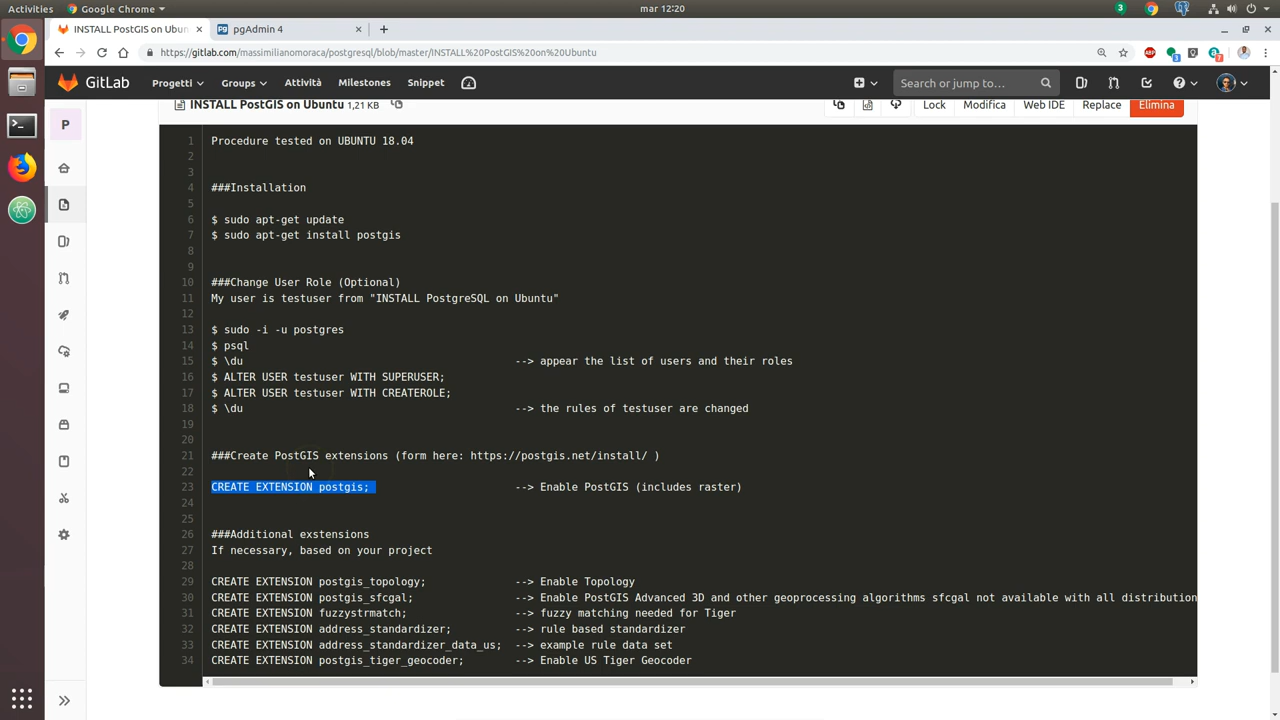 Activities Google Chrome mar 12:20 3
INSTALL PostGIS on Ubun × pgAdmin 4 × +
https://gitlab.com/massimilianomoraca/postgresql/blob/master/INSTALL%20PostGIS%20on%20Ubuntu
ABP 3 7
GitLab Progetti Groups Attività Milestones Snippet Search or jump to...
INSTALL PostGIS on Ubuntu 1,21 KB Lock Modifica Web IDE Replace Elimina
P
1 Procedure tested on UBUNTU 18.04
2
3
4 ###Installation
5
6 $ sudo apt-get update
7 $ sudo apt-get install postgis
8
9
10 ###Change User Role (Optional)
11 My user is testuser from "INSTALL PostgreSQL on Ubuntu"
12
13 $ sudo -i -u postgres
14 $ psql
15 $ \du --> appear the list of users and their roles
16 $ ALTER USER testuser WITH SUPERUSER;
17 $ ALTER USER testuser WITH CREATEROLE;
18 $ \du --> the rules of testuser are changed
19
20
21 ###Create PostGIS extensions (form here: https://postgis.net/install/ )
22
23 CREATE EXTENSION postgis; --> Enable PostGIS (includes raster)
24
25
26 ###Additional exstensions
27 If necessary, based on your project
28
29 CREATE EXTENSION postgis_topology; --> Enable Topology
30 CREATE EXTENSION postgis_sfcgal; --> Enable PostGIS Advanced 3D and other geoprocessing algorithms sfcgal not available with all distribution
31 CREATE EXTENSION fuzzystrmatch; --> fuzzy matching needed for Tiger
32 CREATE EXTENSION address_standardizer; --> rule based standardizer
33 CREATE EXTENSION address_standardizer_data_us; --> example rule data set
34 CREATE EXTENSION postgis_tiger_geocoder; --> Enable US Tiger Geocoder